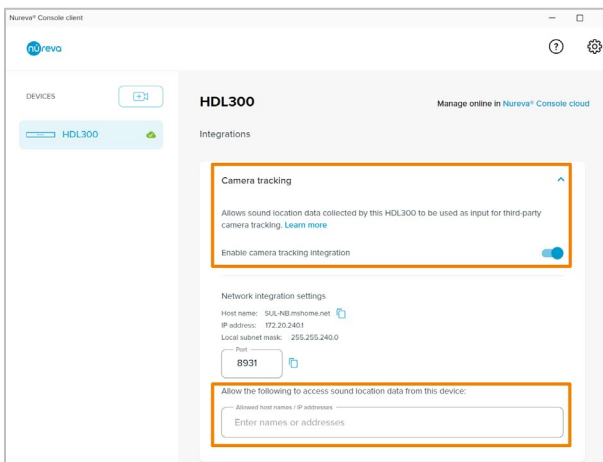 Nureva® Console client
nureva
DEVICES
HDL300
HDL300
Manage online in Nureva® Console cloud
Integrations
Camera tracking
Allows sound location data collected by this HDL300 to be used as input for third-party
camera tracking. Learn more
Enable camera tracking integration
Network integration settings
Host name: SUL-NB.mshome.net
IP address: 172.20.240.1
Local subnet mask: 255.255.240.0
Port
8931
Allow the following to access sound location data from this device:
Allowed host names / IP addresses
Enter names or addresses